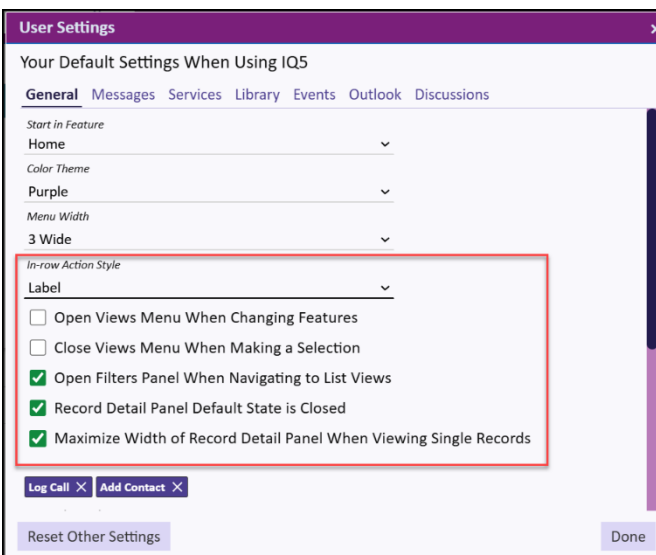 User Settings
Your Default Settings When Using IQ5
General Messages Services Library Events Outlook Discussions
Start in Feature
Home
Color Theme
Purple
Menu Width
3 Wide
In-row Action Style
Label
Open Views Menu When Changing Features
Close Views Menu When Making a Selection
Open Filters Panel When Navigating to List Views
Record Detail Panel Default State is Closed
Maximize Width of Record Detail Panel When Viewing Single Records
Log Call X Add Contact X
Reset Other Settings Done